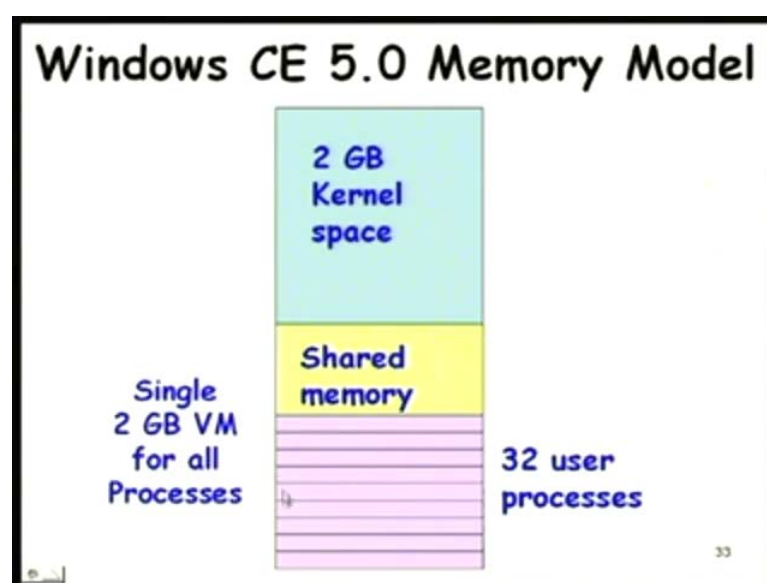 Windows CE 5.0 Memory Model
2 GB
Kernel
space
Shared
memory
Single
2 GB VM
for all
Processes
32 user
processes
33